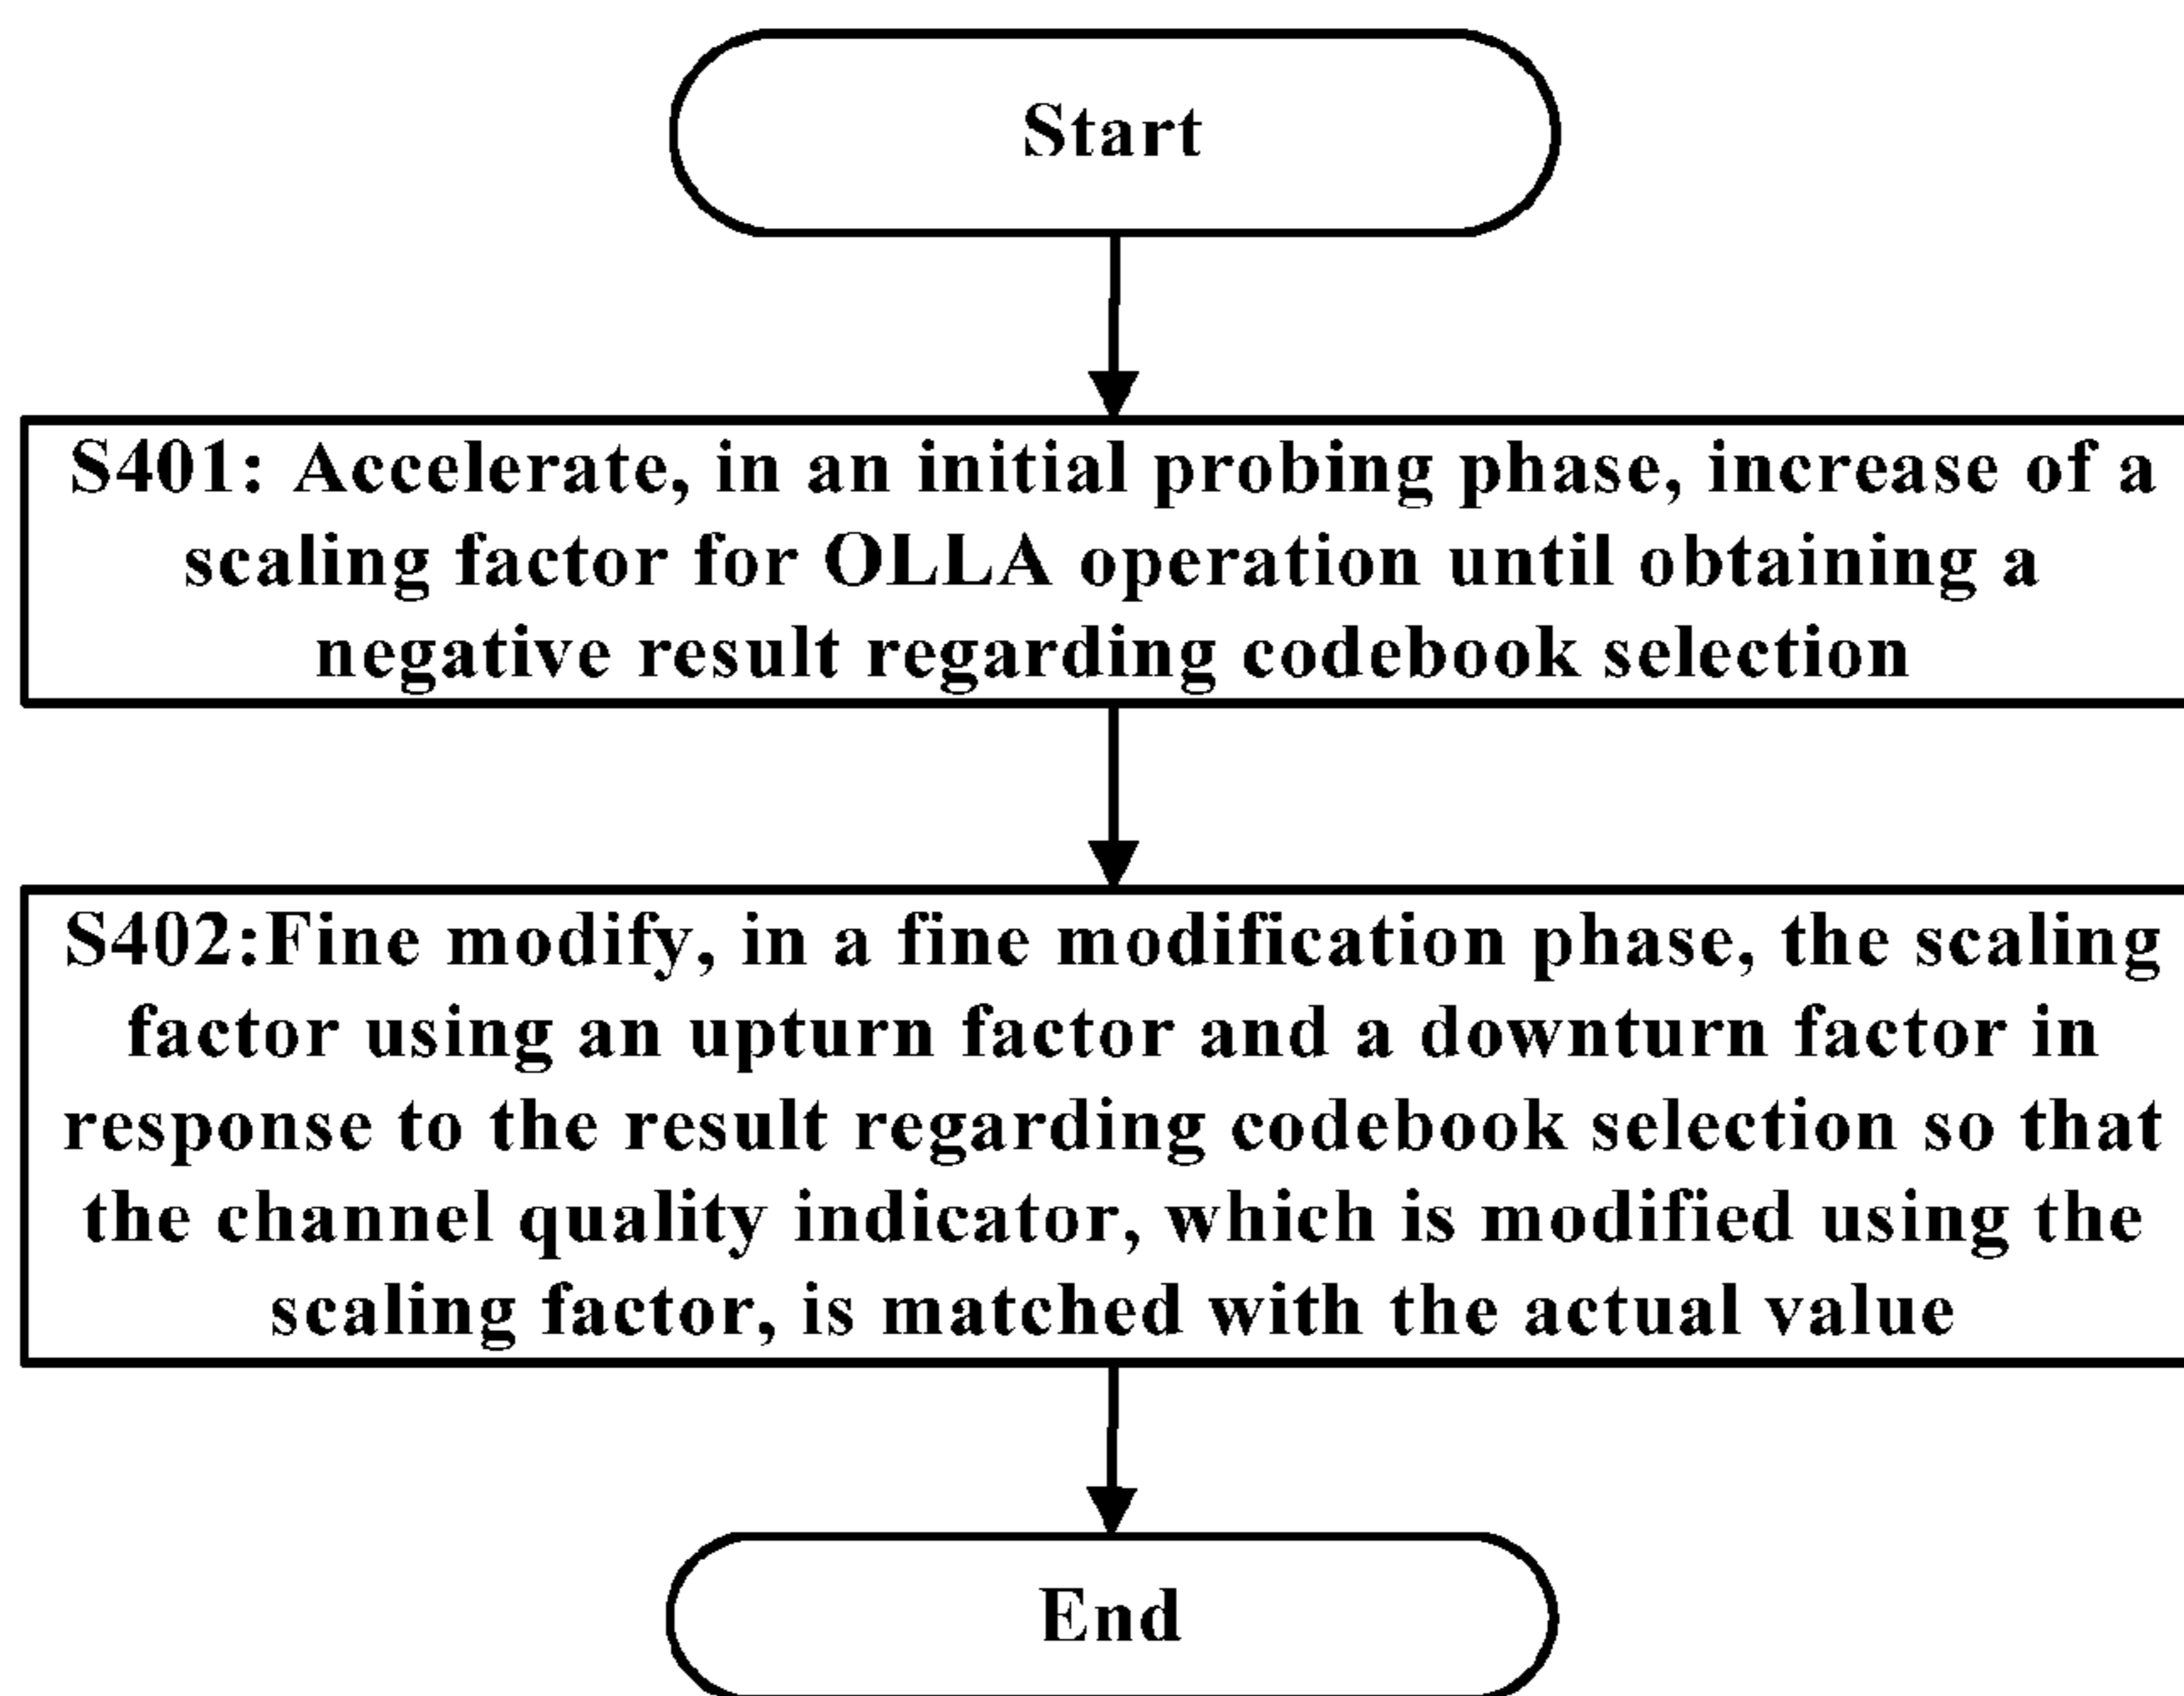 Start
S401: Accelerate, in an initial probing phase, increase of a
scaling factor for OLLA operation until obtaining a
negative result regarding codebook selection
S402:Fine modify, in a fine modification phase, the scaling
factor using an upturn factor and a downturn factor in
response to the result regarding codebook selection so that
the channel quality indicator, which is modified using the
scaling factor, is matched with the actual value
End